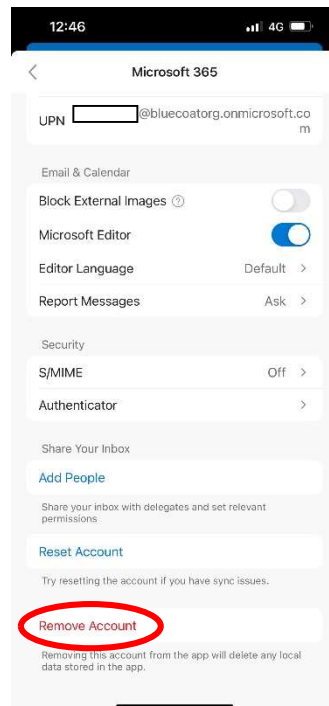 12:46 4G
Microsoft 365
UPN @bluecoatorg.onmicrosoft.co
m
Email & Calendar
Block External Images ?
Microsoft Editor
Editor Language Default >
Report Messages Ask >
Security
S/MIME Off >
Authenticator >
Share Your Inbox
Add People
Share your inbox with delegates and set relevant
permissions
Reset Account
Try resetting the account if you have sync issues.
Remove Account
Removing this account from the app will delete any local
data stored in the app.